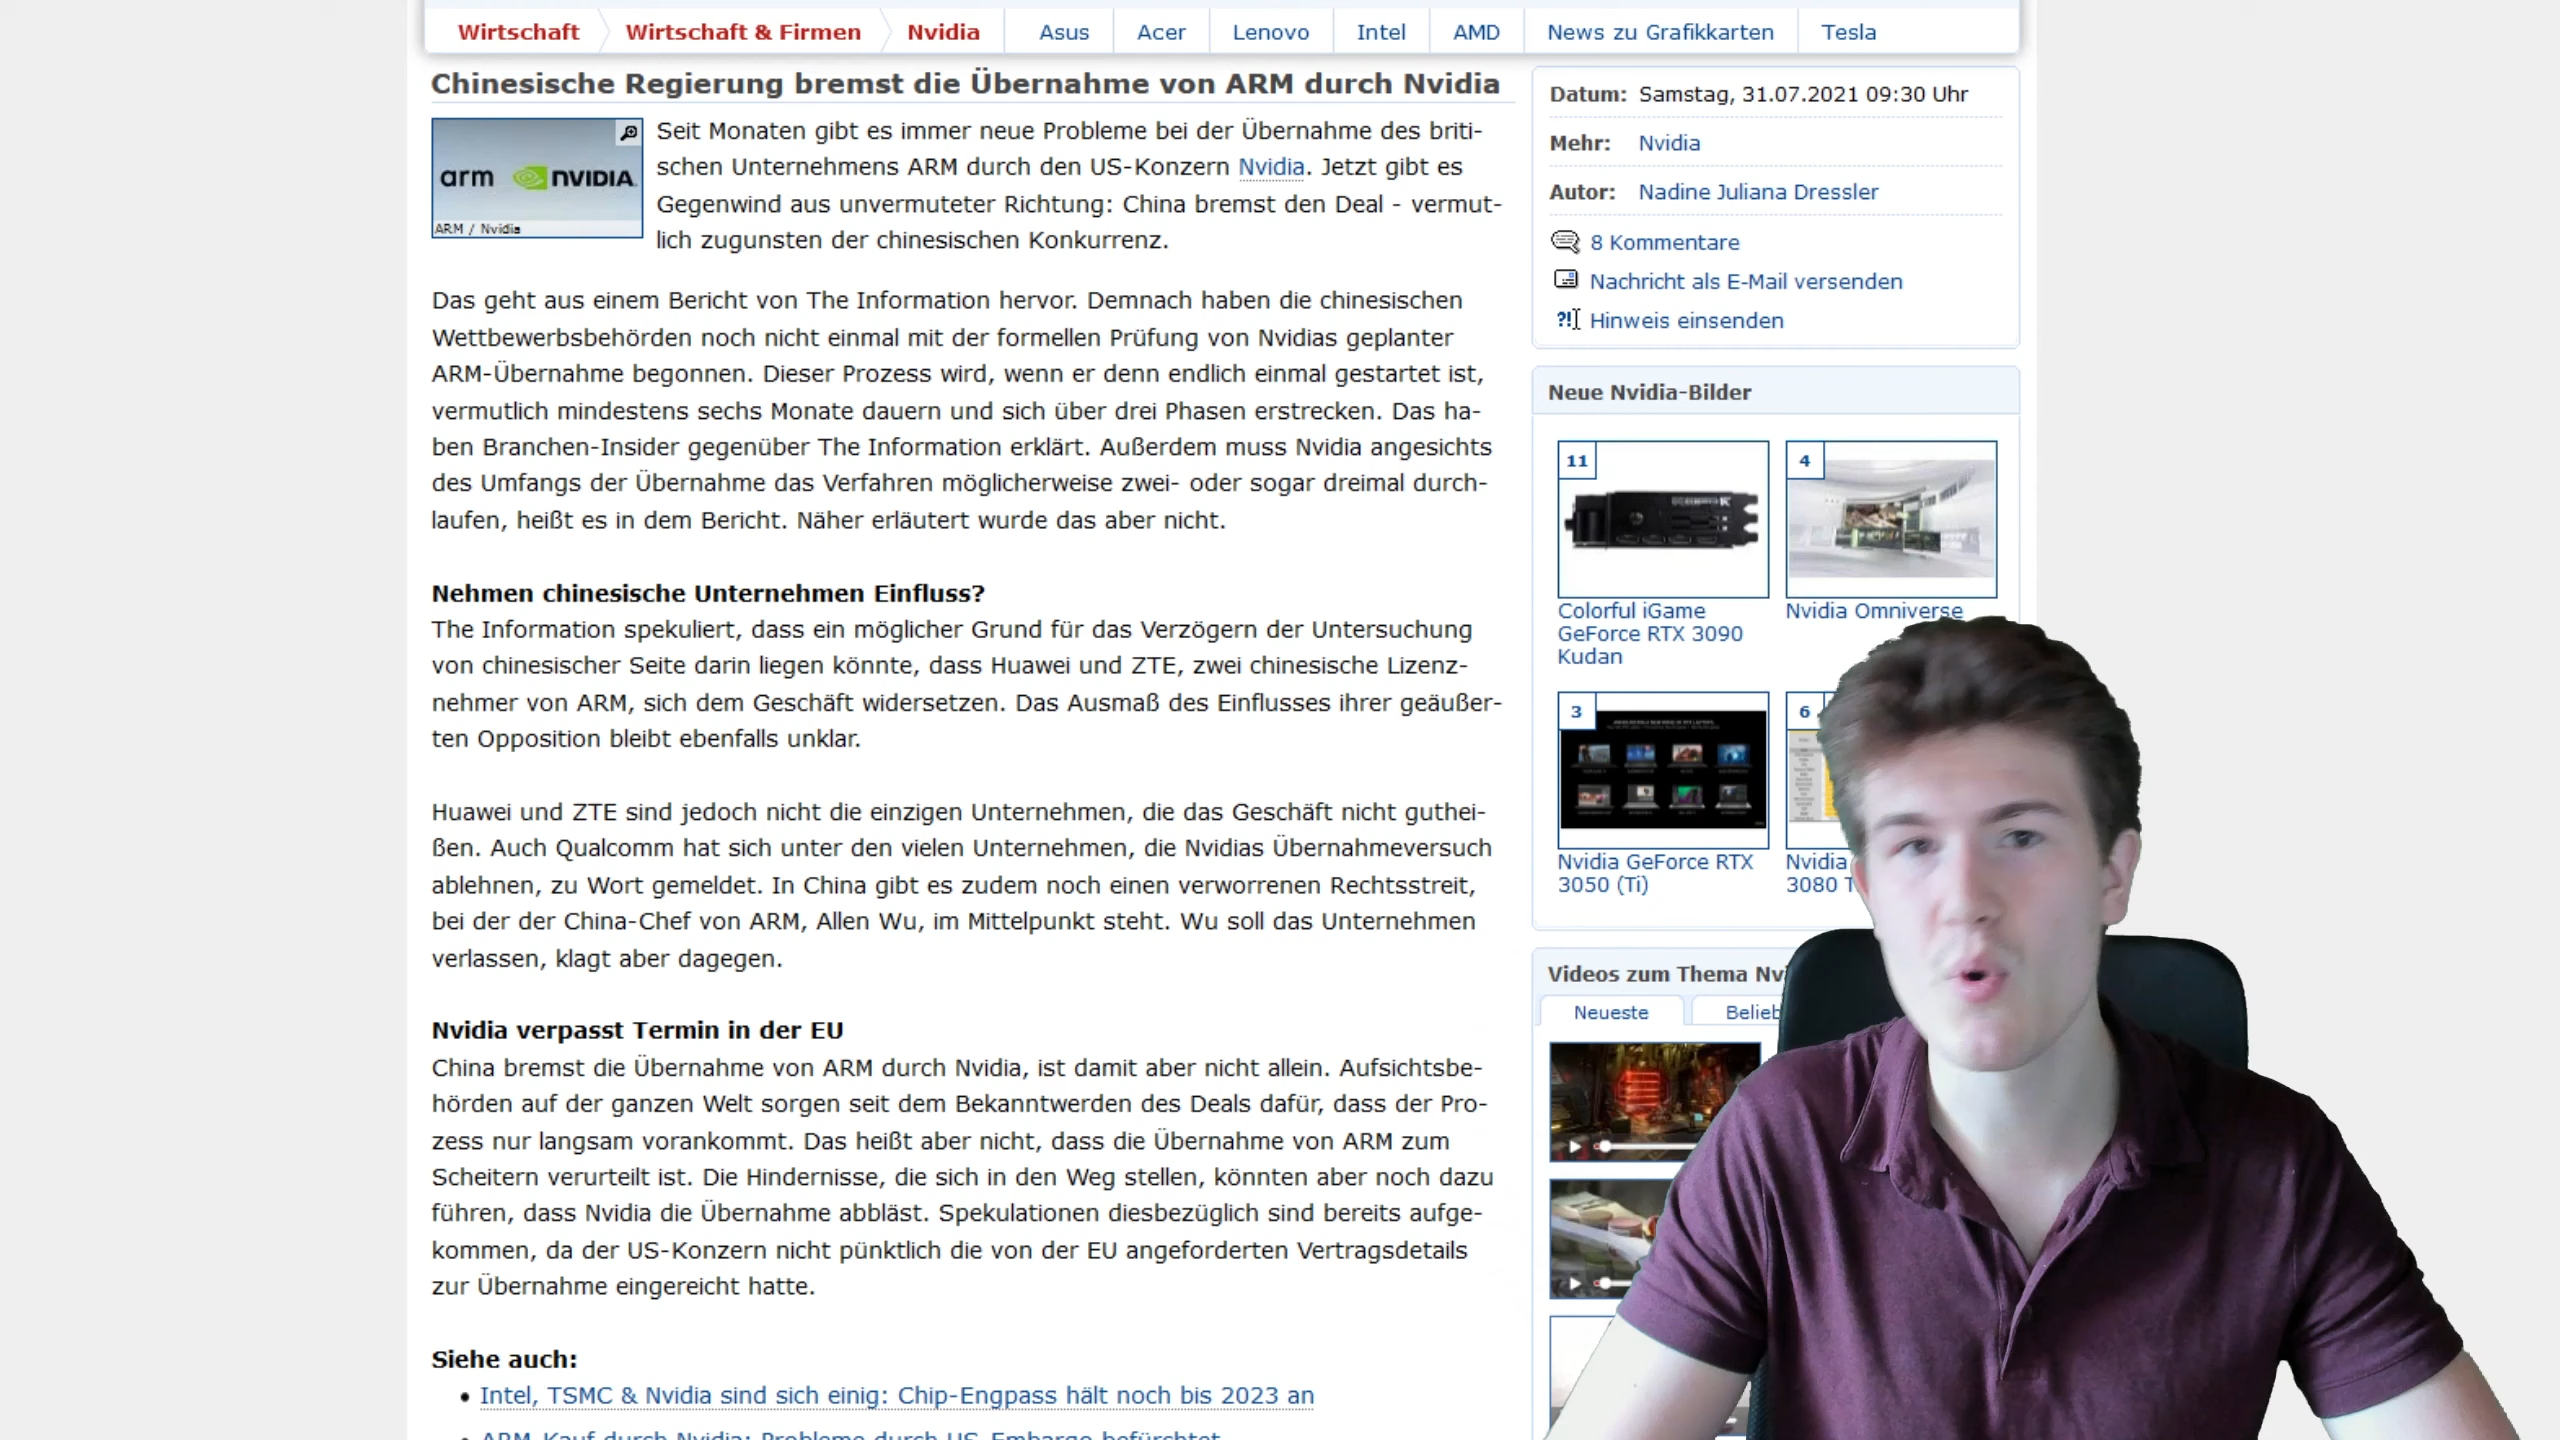 Wirtschaft Wirtschaft & Firmen Nvidia Asus Acer Lenovo Intel AMD News zu Grafikkarten Tesla
Chinesische Regierung bremst die Übernahme von ARM durch Nvidia
arm NVIDIA
ARM / Nvidia
Seit Monaten gibt es immer neue Probleme bei der Übernahme des briti-
schen Unternehmens ARM durch den US-Konzern Nvidia. Jetzt gibt es
Gegenwind aus unvermuteter Richtung: China bremst den Deal - vermut-
lich zugunsten der chinesischen Konkurrenz.
Das geht aus einem Bericht von The Information hervor. Demnach haben die chinesischen
Wettbewerbsbehörden noch nicht einmal mit der formellen Prüfung von Nvidias geplanter
ARM-Übernahme begonnen. Dieser Prozess wird, wenn er denn endlich einmal gestartet ist,
vermutlich mindestens sechs Monate dauern und sich über drei Phasen erstrecken. Das ha-
ben Branchen-Insider gegenüber The Information erklärt. Außerdem muss Nvidia angesichts
des Umfangs der Übernahme das Verfahren möglicherweise zwei- oder sogar dreimal durch-
laufen, heißt es in dem Bericht. Näher erläutert wurde das aber nicht.
Nehmen chinesische Unternehmen Einfluss?
The Information spekuliert, dass ein möglicher Grund für das Verzögern der Untersuchung
von chinesischer Seite darin liegen könnte, dass Huawei und ZTE, zwei chinesische Lizenz-
nehmer von ARM, sich dem Geschäft widersetzen. Das Ausmaß des Einflusses ihrer geäußer-
ten Opposition bleibt ebenfalls unklar.
Huawei und ZTE sind jedoch nicht die einzigen Unternehmen, die das Geschäft nicht guthei-
ßen. Auch Qualcomm hat sich unter den vielen Unternehmen, die Nvidias Übernahmeversuch
ablehnen, zu Wort gemeldet. In China gibt es zudem noch einen verworrenen Rechtsstreit,
bei der der China-Chef von ARM, Allen Wu, im Mittelpunkt steht. Wu soll das Unternehmen
verlassen, klagt aber dagegen.
Nvidia verpasst Termin in der EU
China bremst die Übernahme von ARM durch Nvidia, ist damit aber nicht allein. Aufsichtsbe-
hörden auf der ganzen Welt sorgen seit dem Bekanntwerden des Deals dafür, dass der Pro-
zess nur langsam vorankommt. Das heißt aber nicht, dass die Übernahme von ARM zum
Scheitern verurteilt ist. Die Hindernisse, die sich in den Weg stellen, könnten aber noch dazu
führen, dass Nvidia die Übernahme abbläst. Spekulationen diesbezüglich sind bereits aufge-
kommen, da der US-Konzern nicht pünktlich die von der EU angeforderten Vertragsdetails
zur Übernahme eingereicht hatte.
Siehe auch:
• Intel, TSMC & Nvidia sind sich einig: Chip-Engpass hält noch bis 2023 an
• ARM-Kauf durch Nvidia: Probleme durch US-Embargo befürchtet
Datum: Samstag, 31.07.2021 09:30 Uhr
Mehr: Nvidia
Autor: Nadine Juliana Dressler
8 Kommentare
Nachricht als E-Mail versenden
Hinweis einsenden
Neue Nvidia-Bilder
11 4
Colorful iGame Nvidia Omniverse
GeForce RTX 3090
Kudan
3 6
Nvidia GeForce RTX Nvidia
3050 (Ti) 3080 T
Videos zum Thema Nvi
Neueste Belieb